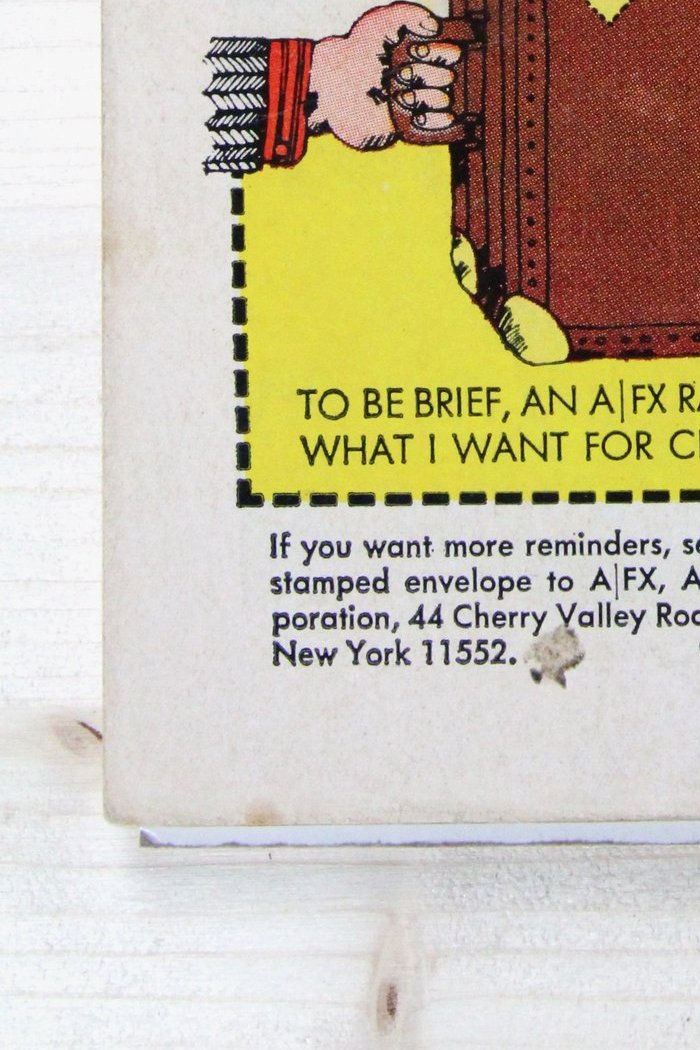 TO BE BRIEF, AN A|FX R
WHAT I WANT FOR C
If you want more reminders, s
stamped envelope to A|FX, A
poration, 44 Cherry Valley Roa
New York 11552.